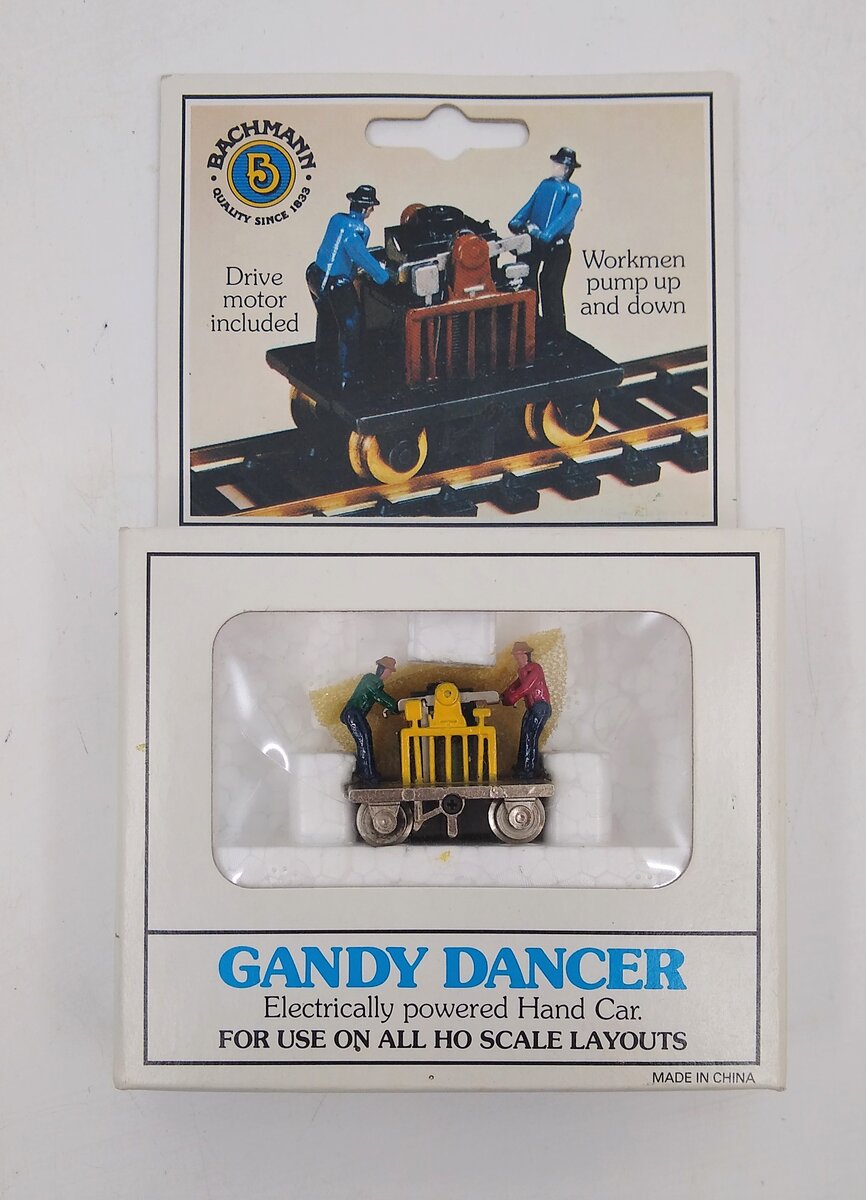 BACHMANN
B
QUALITY SINCE 1833
Drive
motor
included
Workmen
pump up
and down
GANDY DANCER
Electrically powered Hand Car.
FOR USE ON ALL HO SCALE LAYOUTS
MADE IN CHINA